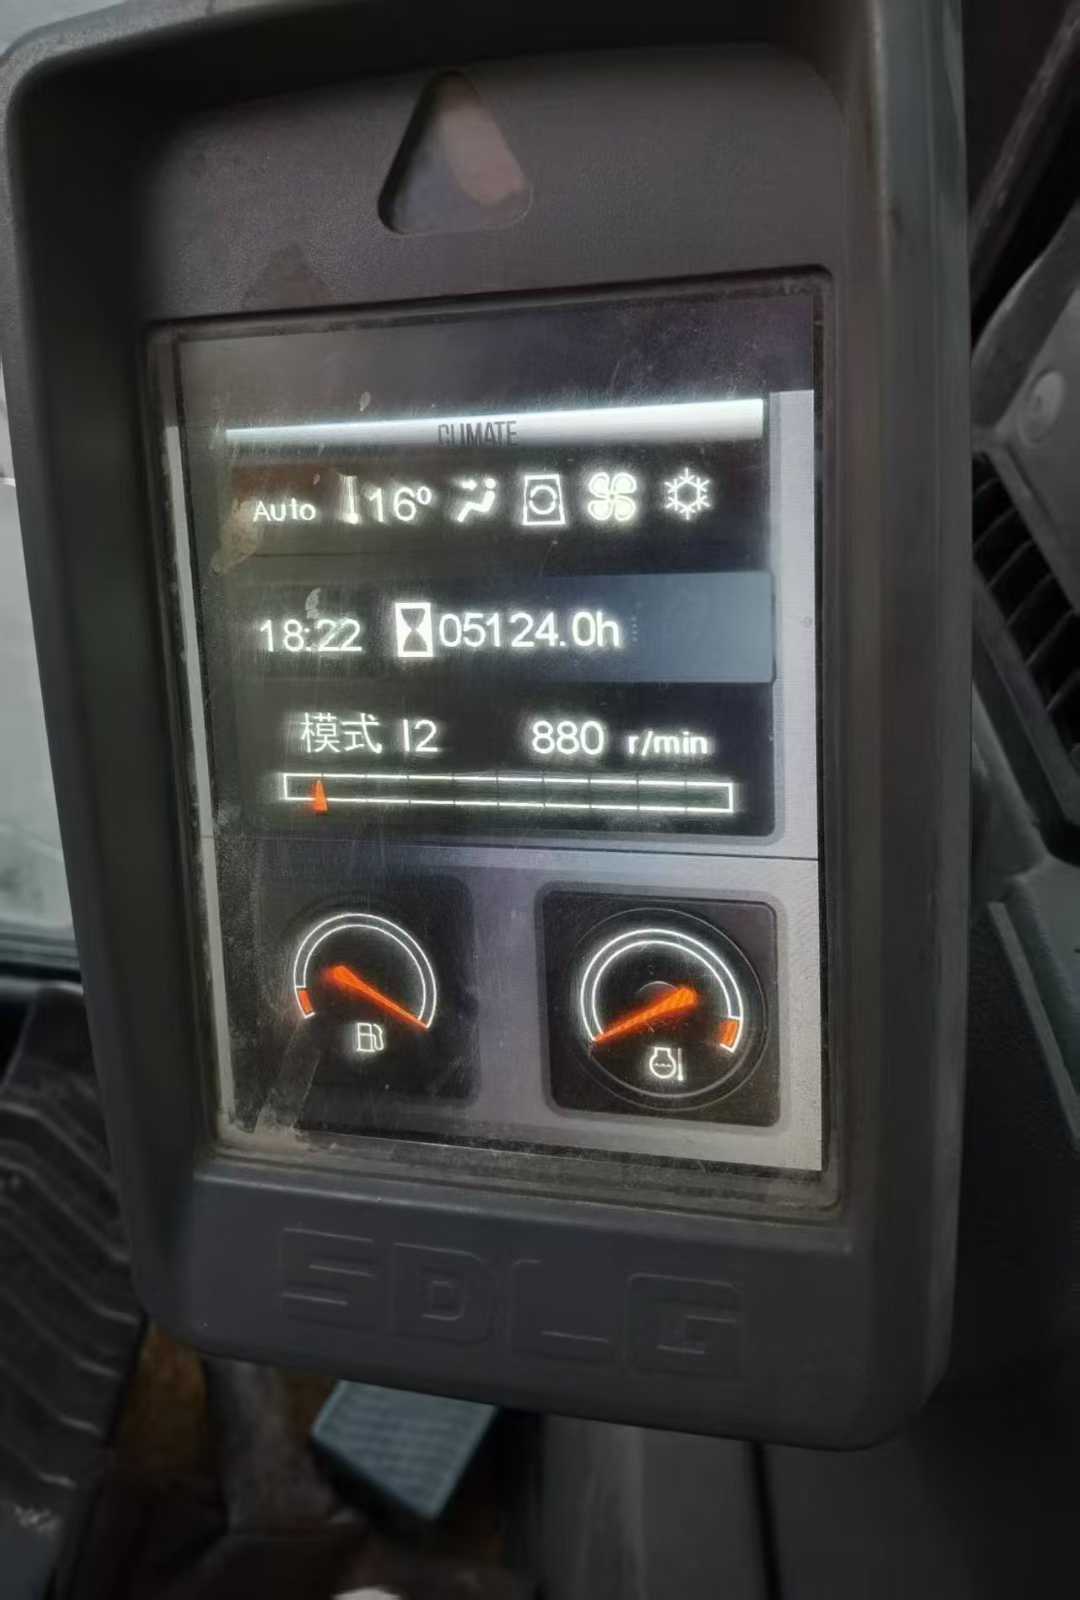 CLIMATE
Auto 16°
18:22 05124.0h
模式 I2 880 r/min
SDLG